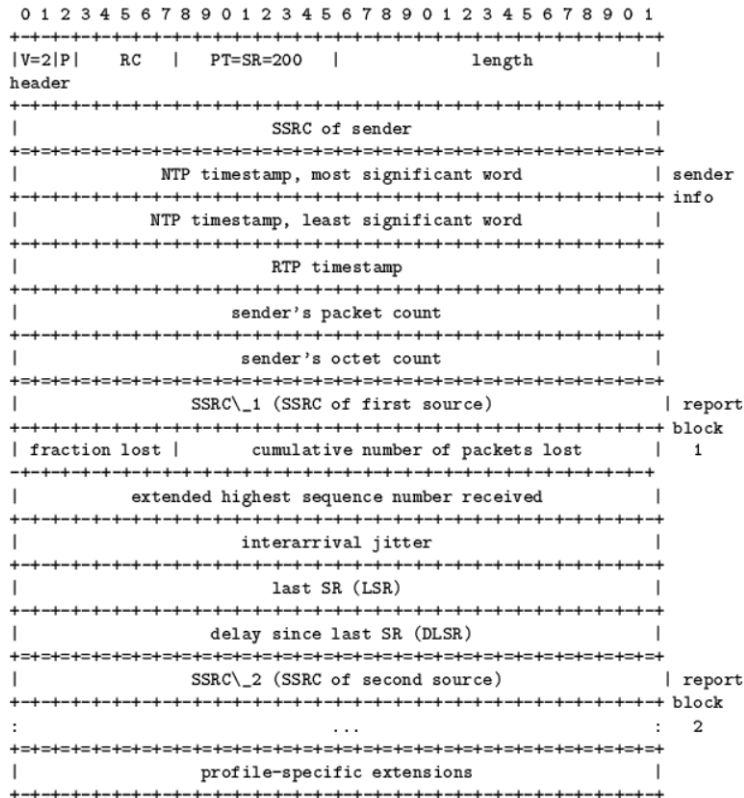 0 1 2 3 4 5 6 7 8 9 0 1 2 3 4 5 6 7 8 9 0 1 2 3 4 5 6 7 8 9 0 1
+-+-+-+-+-+-+-+-+-+-+-+-+-+-+-+-+-+-+-+-+-+-+-+-+-+-+-+-+-+-+-+-+
|V=2|P|    RC   |   PT=SR=200   |             length            |
header
+-+-+-+-+-+-+-+-+-+-+-+-+-+-+-+-+-+-+-+-+-+-+-+-+-+-+-+-+-+-+-+-+
|                         SSRC of sender                        |
+=+=+=+=+=+=+=+=+=+=+=+=+=+=+=+=+=+=+=+=+=+=+=+=+=+=+=+=+=+=+=+=+
|              NTP timestamp, most significant word             | sender
+-+-+-+-+-+-+-+-+-+-+-+-+-+-+-+-+-+-+-+-+-+-+-+-+-+-+-+-+-+-+-+-+ info
|             NTP timestamp, least significant word             |
+-+-+-+-+-+-+-+-+-+-+-+-+-+-+-+-+-+-+-+-+-+-+-+-+-+-+-+-+-+-+-+-+
|                         RTP timestamp                         |
+-+-+-+-+-+-+-+-+-+-+-+-+-+-+-+-+-+-+-+-+-+-+-+-+-+-+-+-+-+-+-+-+
|                     sender's packet count                     |
+-+-+-+-+-+-+-+-+-+-+-+-+-+-+-+-+-+-+-+-+-+-+-+-+-+-+-+-+-+-+-+-+
|                      sender's octet count                     |
+=+=+=+=+=+=+=+=+=+=+=+=+=+=+=+=+=+=+=+=+=+=+=+=+=+=+=+=+=+=+=+=+
|                 SSRC\_1 (SSRC of first source)                 | report
+-+-+-+-+-+-+-+-+-+-+-+-+-+-+-+-+-+-+-+-+-+-+-+-+-+-+-+-+-+-+-+-+ block
| fraction lost |       cumulative number of packets lost       |   1
-+-+-+-+-+-+-+-+-+-+-+-+-+-+-+-+-+-+-+-+-+-+-+-+-+-+-+-+-+-+-+-+
|           extended highest sequence number received           |
+-+-+-+-+-+-+-+-+-+-+-+-+-+-+-+-+-+-+-+-+-+-+-+-+-+-+-+-+-+-+-+-+
|                      interarrival jitter                      |
+-+-+-+-+-+-+-+-+-+-+-+-+-+-+-+-+-+-+-+-+-+-+-+-+-+-+-+-+-+-+-+-+
|                         last SR (LSR)                         |
+-+-+-+-+-+-+-+-+-+-+-+-+-+-+-+-+-+-+-+-+-+-+-+-+-+-+-+-+-+-+-+-+
|                   delay since last SR (DLSR)                  |
+=+=+=+=+=+=+=+=+=+=+=+=+=+=+=+=+=+=+=+=+=+=+=+=+=+=+=+=+=+=+=+=+
|                 SSRC\_2 (SSRC of second source)                | report
+-+-+-+-+-+-+-+-+-+-+-+-+-+-+-+-+-+-+-+-+-+-+-+-+-+-+-+-+-+-+-+-+ block
:                               ...                             :   2
+=+=+=+=+=+=+=+=+=+=+=+=+=+=+=+=+=+=+=+=+=+=+=+=+=+=+=+=+=+=+=+=+
|                  profile-specific extensions                  |
+-+-+-+-+-+-+-+-+-+-+-+-+-+-+-+-+-+-+-+-+-+-+-+-+-+-+-+-+-+-+-+-+